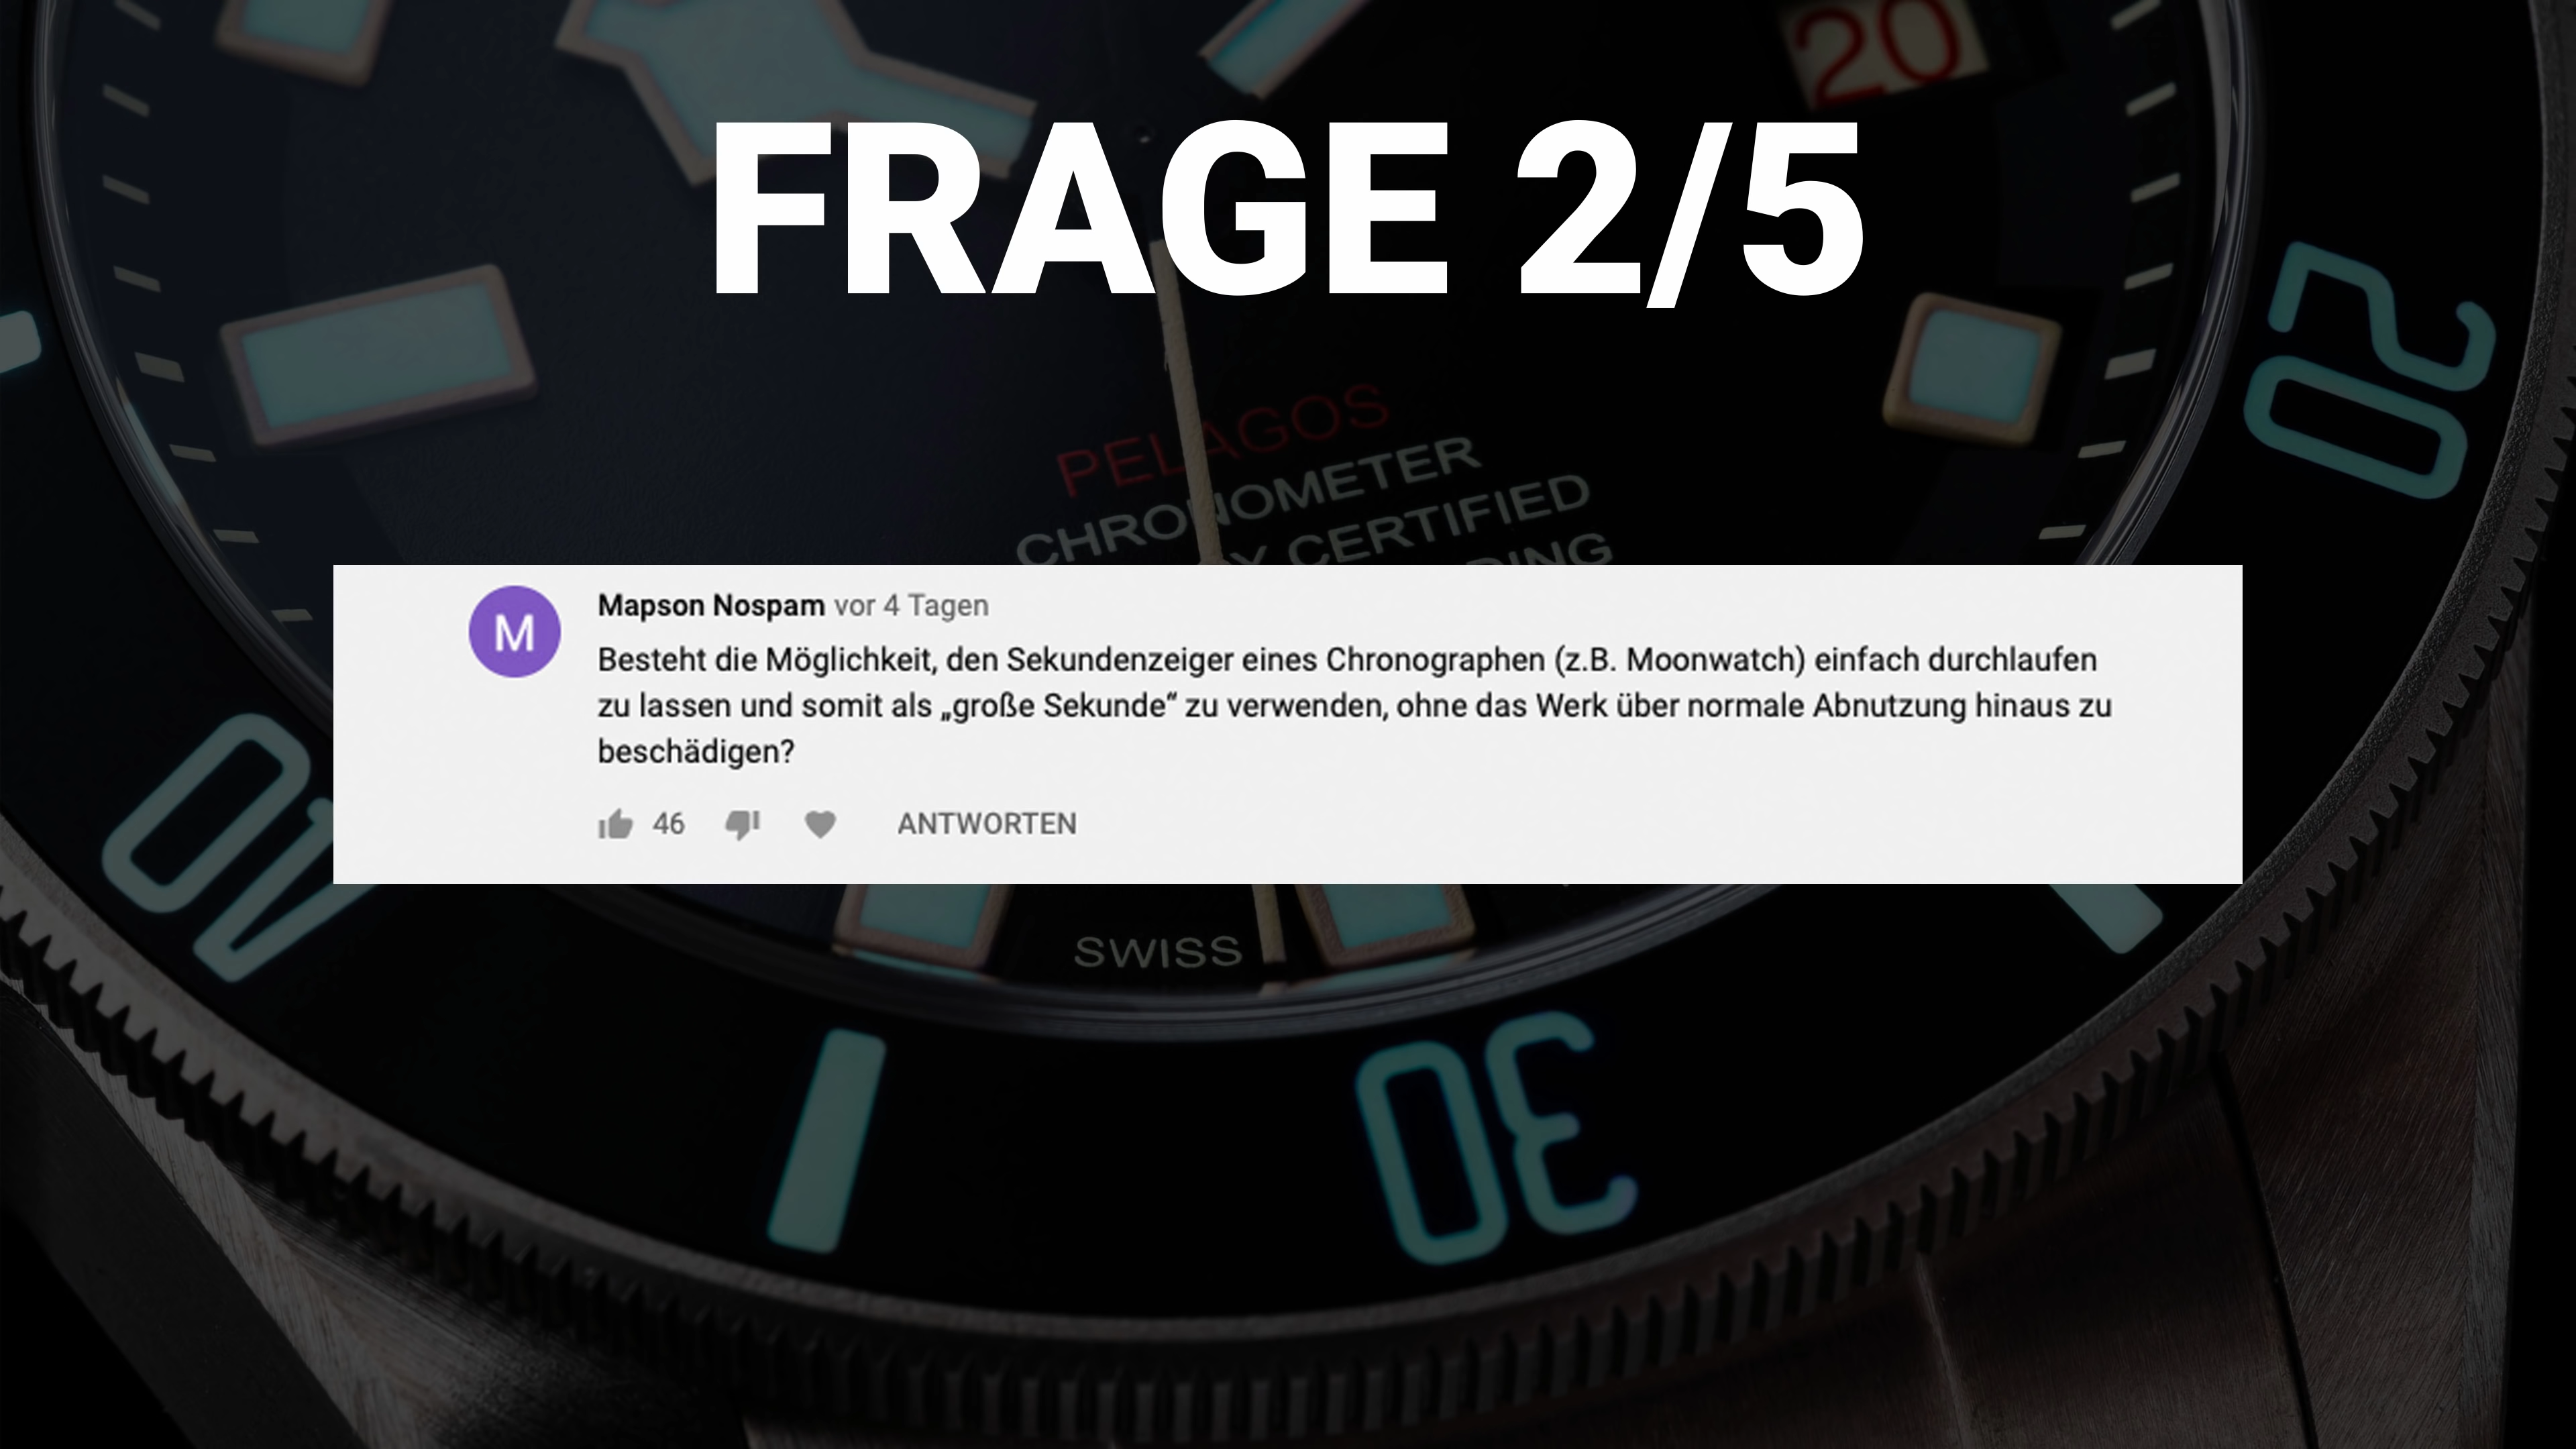 20
FRAGE 2/5
20
PELAGOS
CHRONOMETER
CERTIFIED
M
Mapson Nospam vor 4 Tagen
Besteht die Möglichkeit, den Sekundenzeiger eines Chronographen (z.B. Moonwatch) einfach durchlaufen
zu lassen und somit als „große Sekunde“ zu verwenden, ohne das Werk über normale Abnutzung hinaus zu
beschädigen?
46 ANTWORTEN
40
SWISS
30